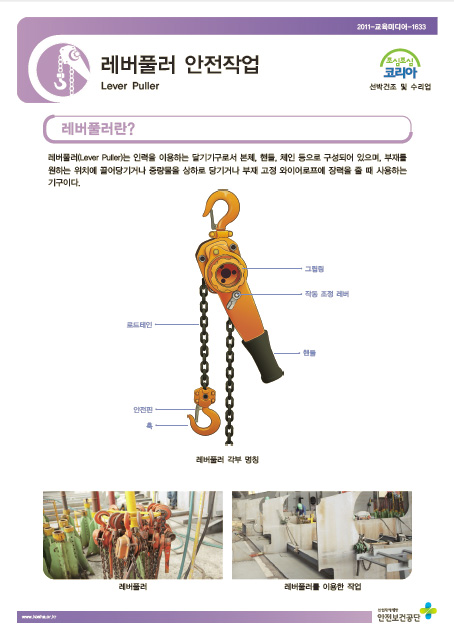 2011-교육미디어-1633
레버풀러 안전작업
Lever Puller
조심조심
코리아
선박건조 및 수리업
레버풀러란?
레버풀러(Lever Puller)는 인력을 이용하는 달기기구로서 본체, 핸들, 체인 등으로 구성되어 있으며, 부재를
원하는 위치에 끌어당기거나 중량물을 상하로 당기거나 부재 고정 와이어로프에 장력을 줄 때 사용하는
기구이다.
그립링
작동 조정 레버
로드체인
핸들
안전핀
훅
레버풀러 각부 명칭
레버풀러
레버풀러를 이용한 작업
www.kosha.or.kr
안전보건공단